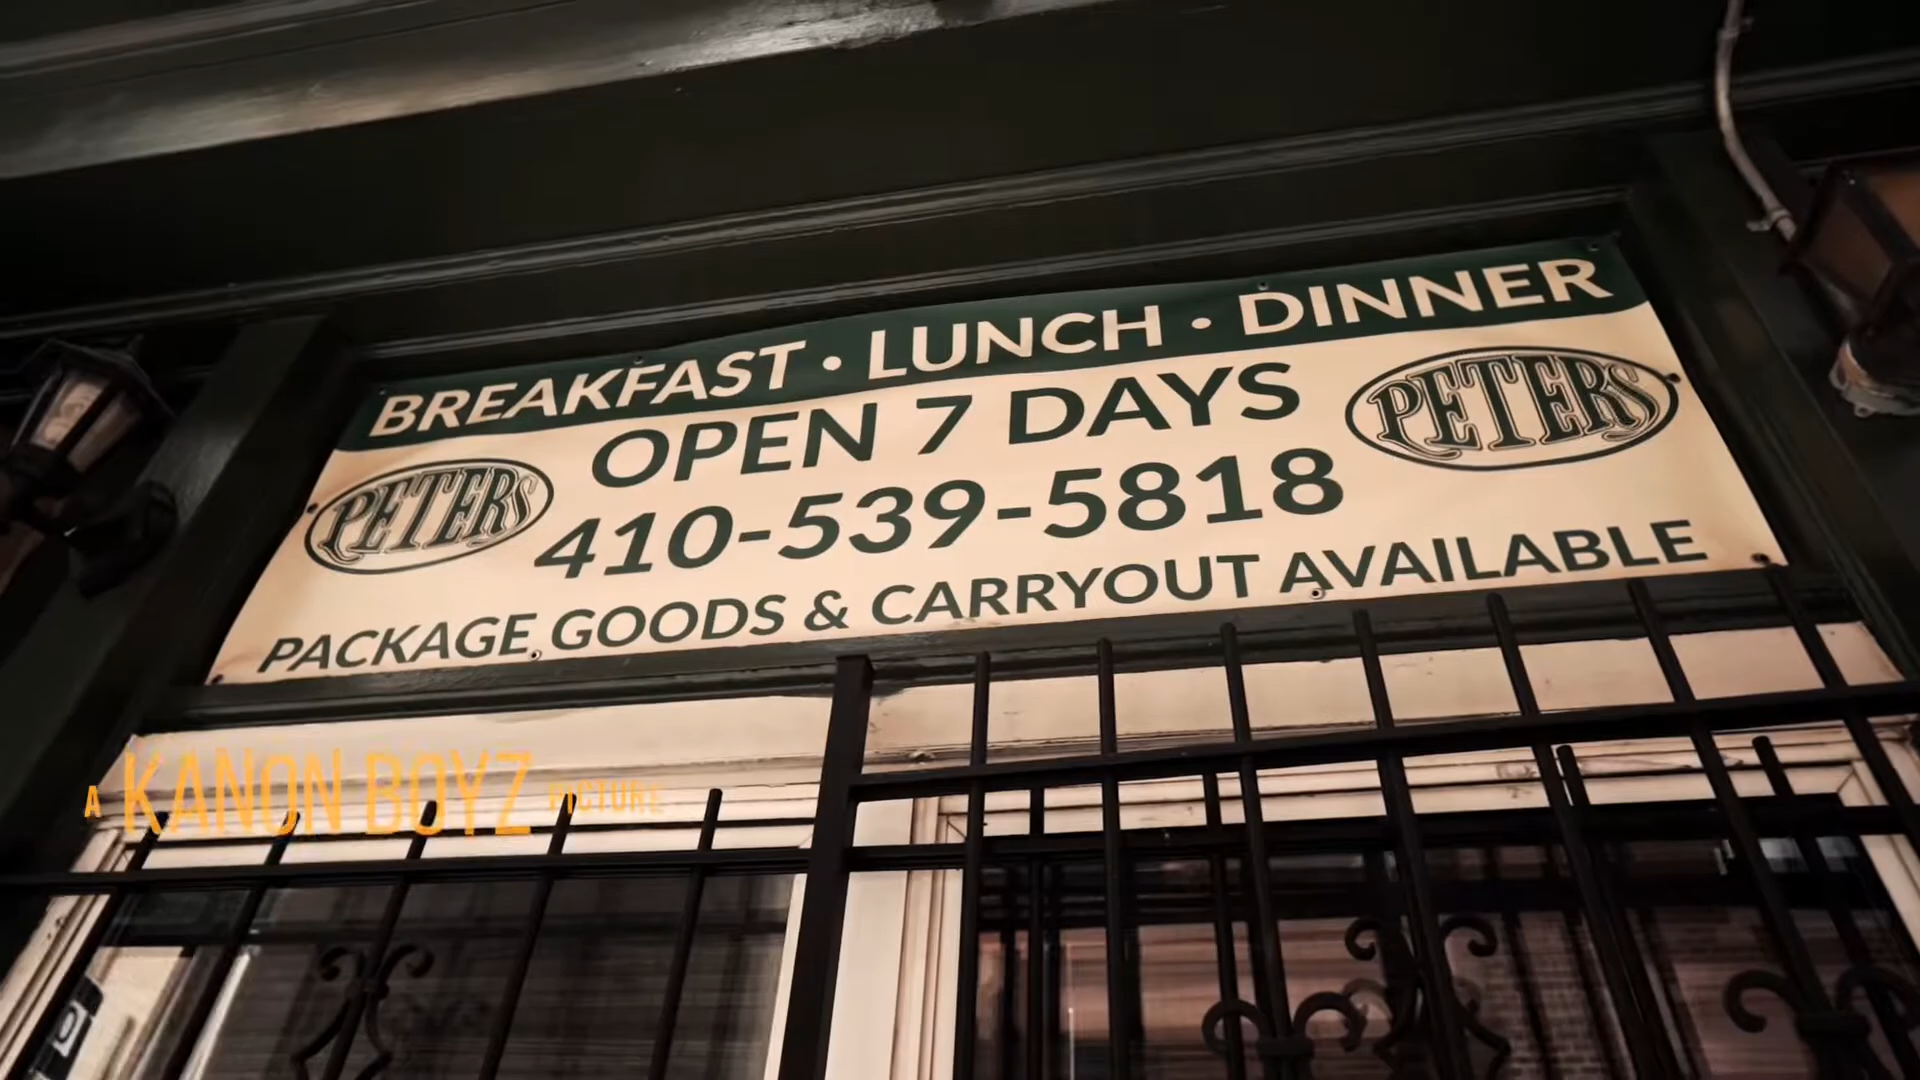 BREAKFAST • LUNCH • DINNER
OPEN 7 DAYS
PETERS
PETERS
410-539-5818
PACKAGE GOODS & CARRYOUT AVAILABLE
A KANON BOYZ PICTURE